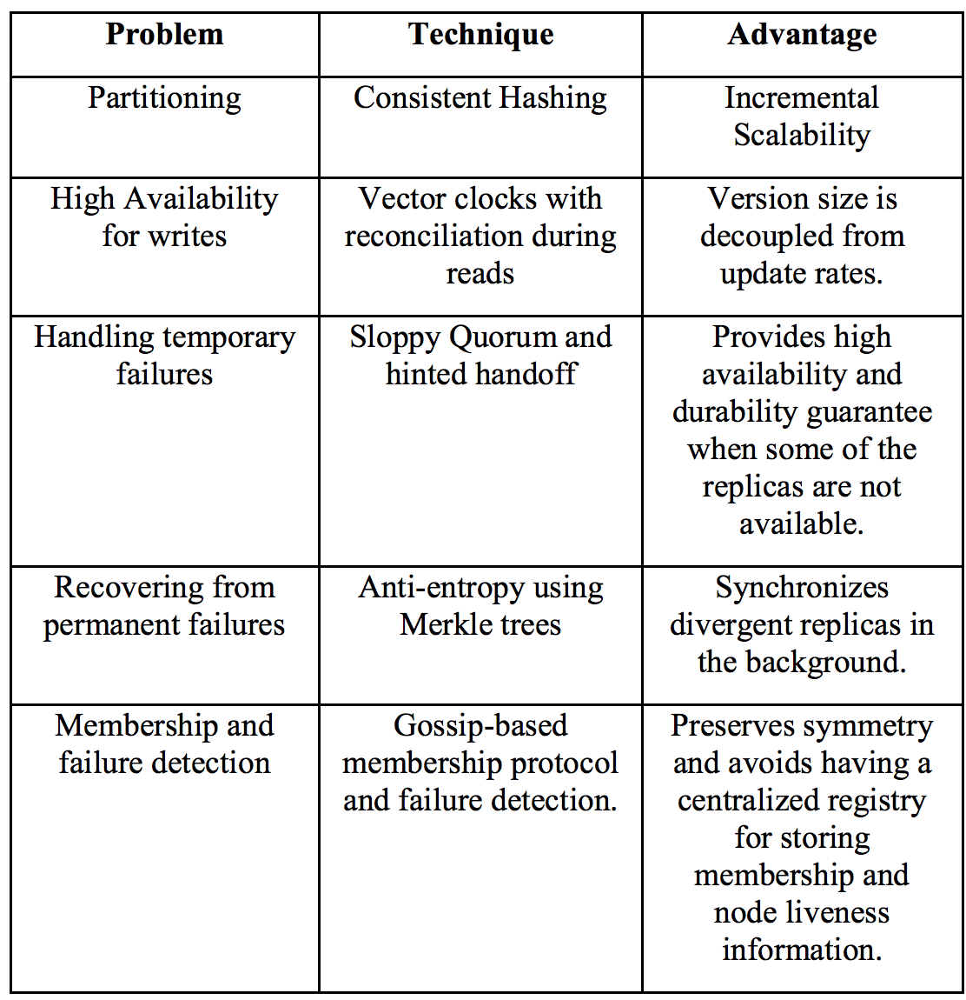 Problem
Technique
Advantage
Partitioning
Consistent Hashing
Incremental
Scalability
High Availability
for writes
Vector clocks with
reconciliation during
reads
Version size is
decoupled from
update rates.
Handling temporary
failures
Sloppy Quorum and
hinted handoff
Provides high
availability and
durability guarantee
when some of the
replicas are not
available.
Recovering from
permanent failures
Anti-entropy using
Merkle trees
Synchronizes
divergent replicas in
the background.
Membership and
failure detection
Gossip-based
membership protocol
and failure detection.
Preserves symmetry
and avoids having a
centralized registry
for storing
membership and
node liveness
information.